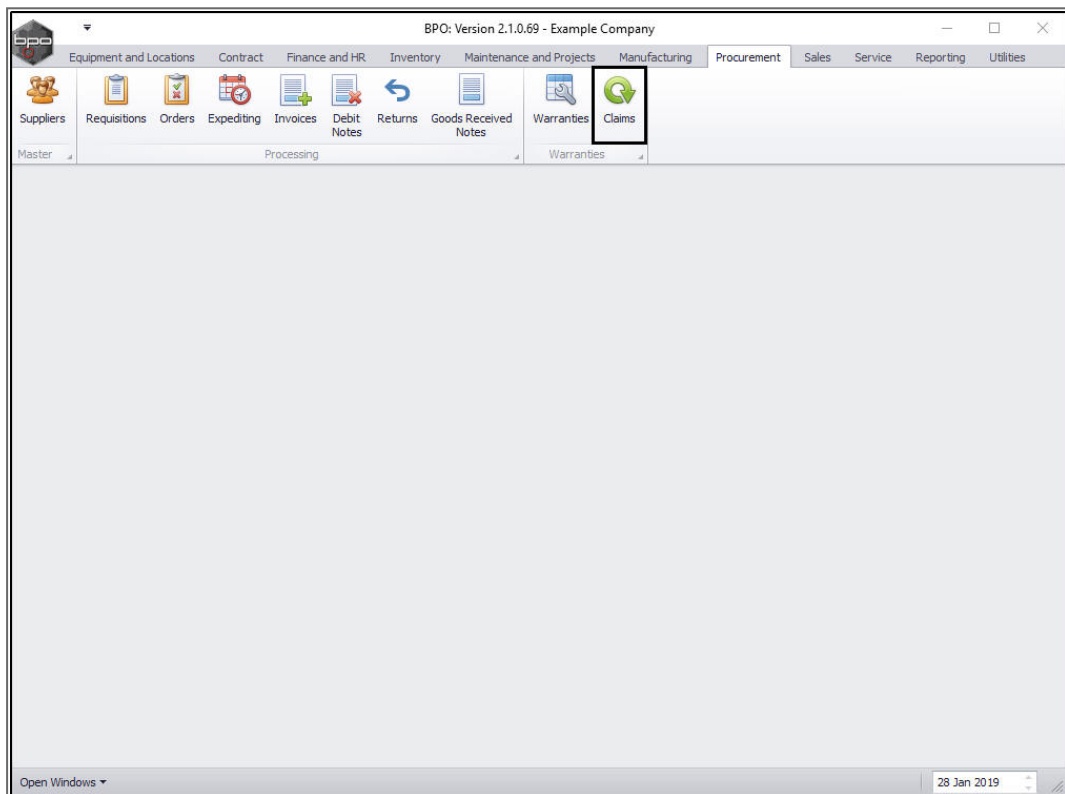 BPO: Version 2.1.0.69 - Example Company
bpo
Equipment and Locations Contract Finance and HR Inventory Maintenance and Projects Manufacturing Procurement Sales Service Reporting Utilities
Suppliers Requisitions Orders Expediting Invoices Debit Notes Returns Goods Received Notes Warranties Claims
Master Processing Warranties
Open Windows 28 Jan 2019